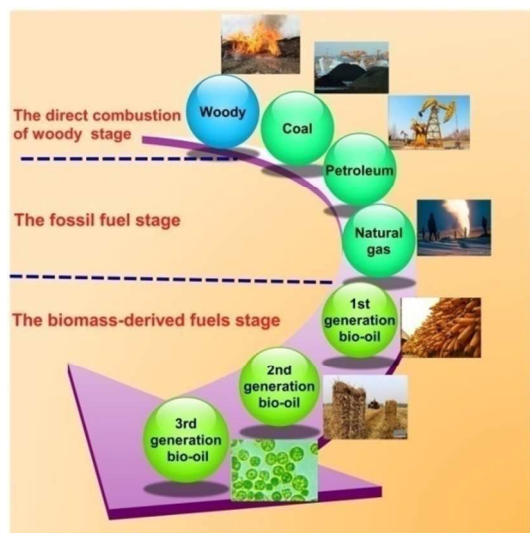 Woody
The direct combustion
of woody stage
Coal
Petroleum
The fossil fuel stage
Natural
gas
The biomass-derived fuels stage
1st
generation
bio-oil
2nd
generation
bio-oil
3rd
generation
bio-oil